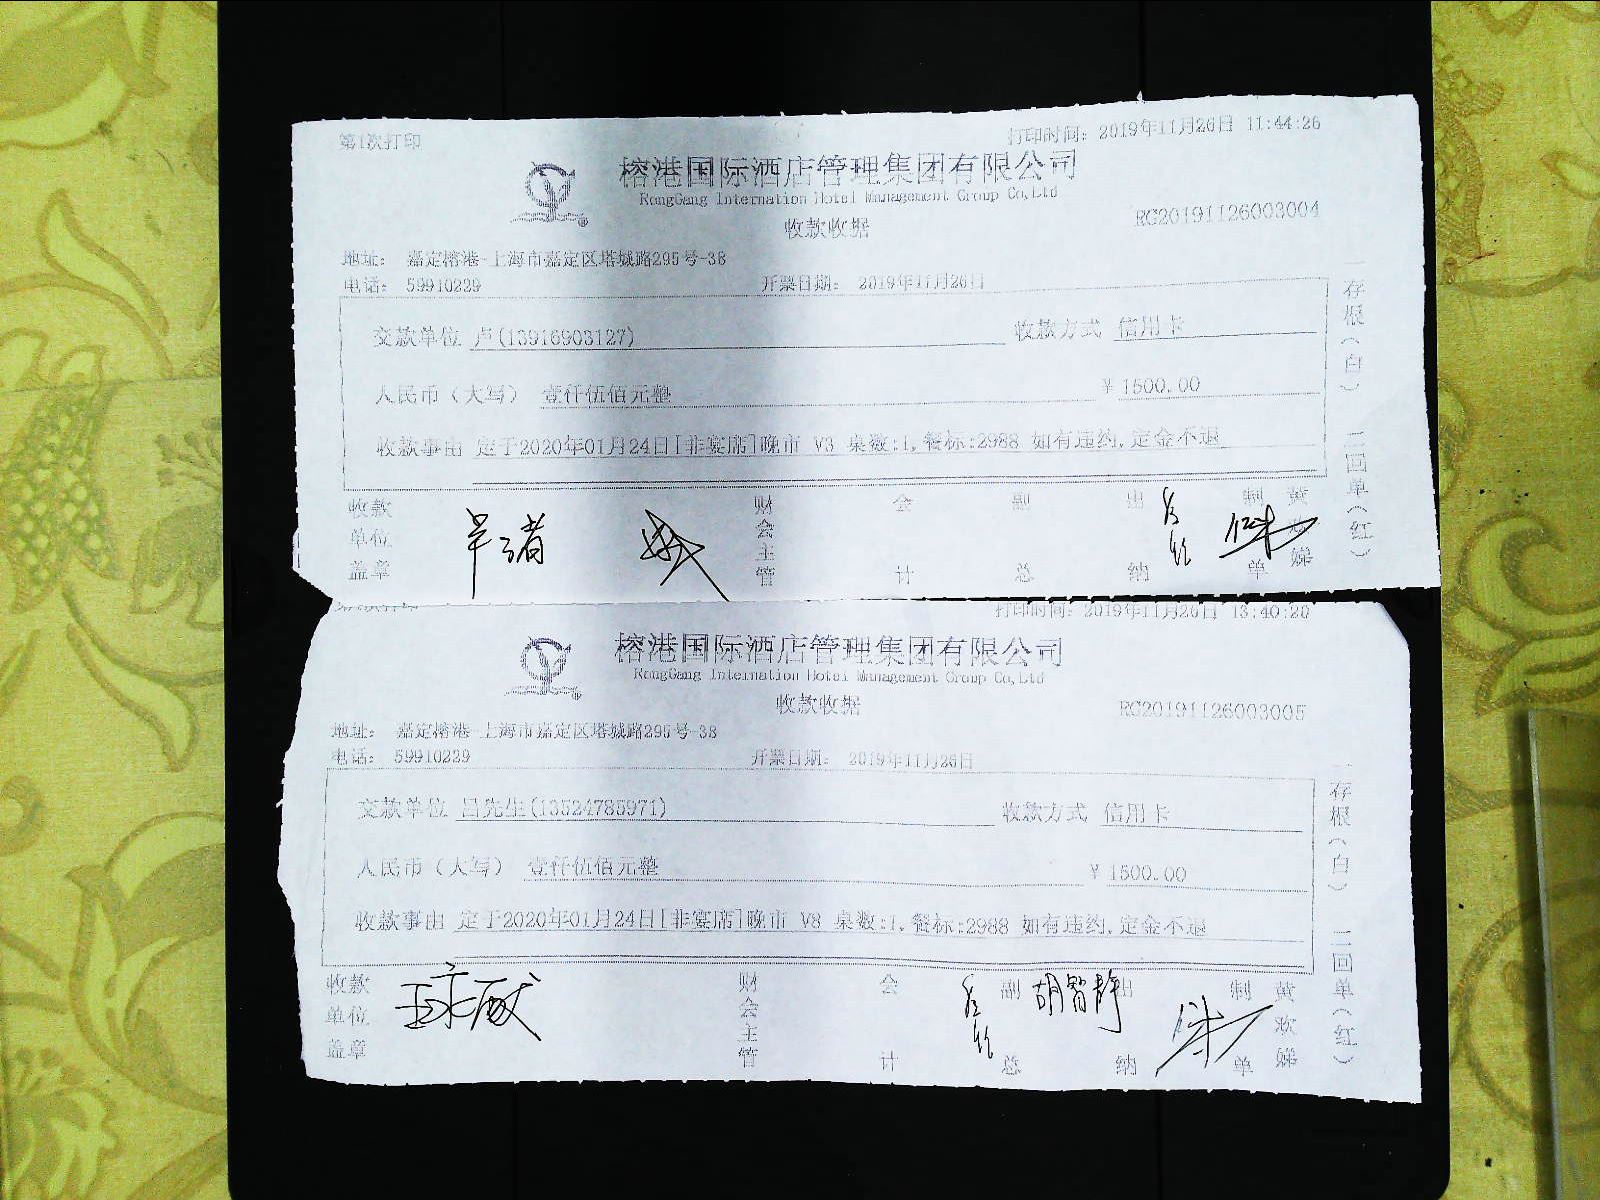 第1次打印 打印时间: 2019年11月26日 11:44:26
榕港国际酒店管理集团有限公司
RongGang Internation Hotel Management Group Co,Ltd
收款收据 RG20191126003004
地址: 嘉定榕港-上海市嘉定区塔城路295号-38
电话: 59910229 开票日期: 2019年11月26日
交款单位 卢(13916903127) 收款方式 信用卡
人民币（大写） 壹仟伍佰元整 ¥ 1500.00
收款事由 定于2020年01月24日[非宴席]晚市 V3 桌数:1,餐标:2988 如有违约,定金不退
收款单位盖章 财会主管 会计 副总 出纳 制单
一存根（白） 二回单（红）
打印时间: 2019年11月26日 13:40:20
榕港国际酒店管理集团有限公司
RongGang Internation Hotel Management Group Co,Ltd
收款收据 RG20191126003005
地址: 嘉定榕港-上海市嘉定区塔城路295号-38
电话: 59910229 开票日期: 2019年11月26日
交款单位 吕先生(13524785971) 收款方式 信用卡
人民币（大写） 壹仟伍佰元整 ¥ 1500.00
收款事由 定于2020年01月24日[非宴席]晚市 V8 桌数:1,餐标:2988 如有违约,定金不退
收款单位盖章 财会主管 会计 副总 胡智静 出纳 制单 黄欢娣
一存根（白） 二回单（红）